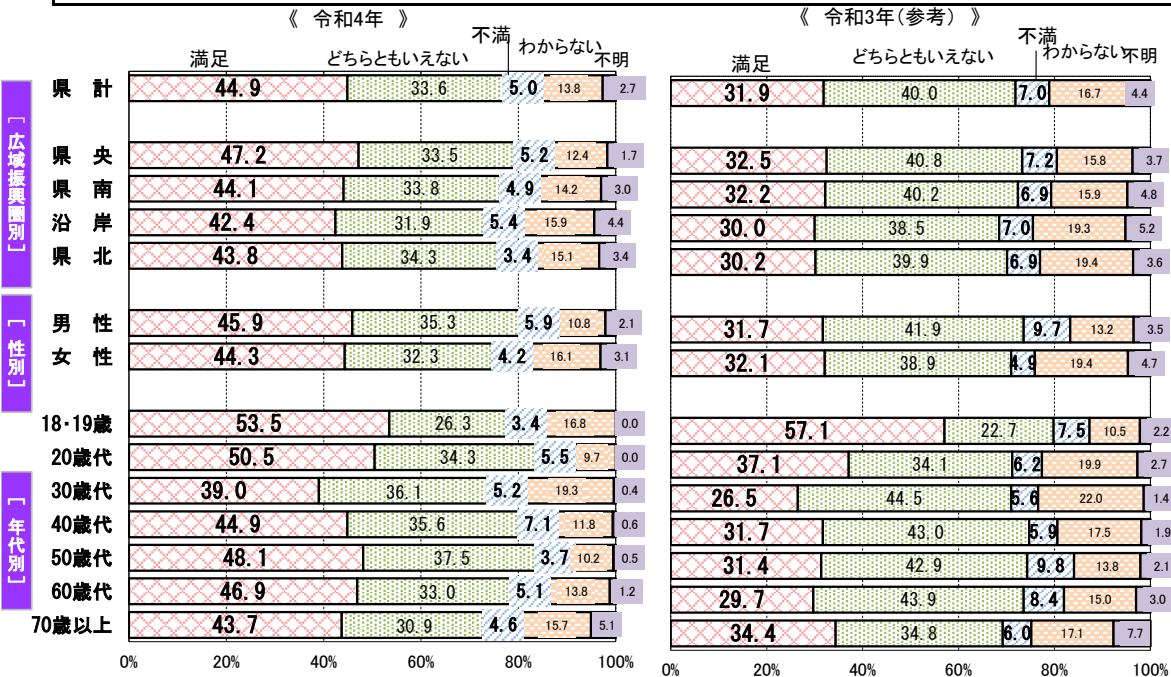 《 令和4年 》
満足 どちらともいえない 不満 わからない 不明
県 計 44.9 33.6 5.0 13.8 2.7
[ 広域振興圏別 ]
県 央 47.2 33.5 5.2 12.4 1.7
県 南 44.1 33.8 4.9 14.2 3.0
沿 岸 42.4 31.9 5.4 15.9 4.4
県 北 43.8 34.3 3.4 15.1 3.4
[ 性別 ]
男 性 45.9 35.3 5.9 10.8 2.1
女 性 44.3 32.3 4.2 16.1 3.1
[ 年代別 ]
18・19歳 53.5 26.3 3.4 16.8 0.0
20歳代 50.5 34.3 5.5 9.7 0.0
30歳代 39.0 36.1 5.2 19.3 0.4
40歳代 44.9 35.6 7.1 11.8 0.6
50歳代 48.1 37.5 3.7 10.2 0.5
60歳代 46.9 33.0 5.1 13.8 1.2
70歳以上 43.7 30.9 4.6 15.7 5.1
0% 20% 40% 60% 80% 100%
《 令和3年(参考) 》
満足 どちらともいえない 不満 わからない 不明
31.9 40.0 7.0 16.7 4.4
32.5 40.8 7.2 15.8 3.7
32.2 40.2 6.9 15.9 4.8
30.0 38.5 7.0 19.3 5.2
30.2 39.9 6.9 19.4 3.6
31.7 41.9 9.7 13.2 3.5
32.1 38.9 4.9 19.4 4.7
57.1 22.7 7.5 10.5 2.2
37.1 34.1 6.2 19.9 2.7
26.5 44.5 5.6 22.0 1.4
31.7 43.0 5.9 17.5 1.9
31.4 42.9 9.8 13.8 2.1
29.7 43.9 8.4 15.0 3.0
34.4 34.8 6.0 17.1 7.7
0% 20% 40% 60% 80% 100%